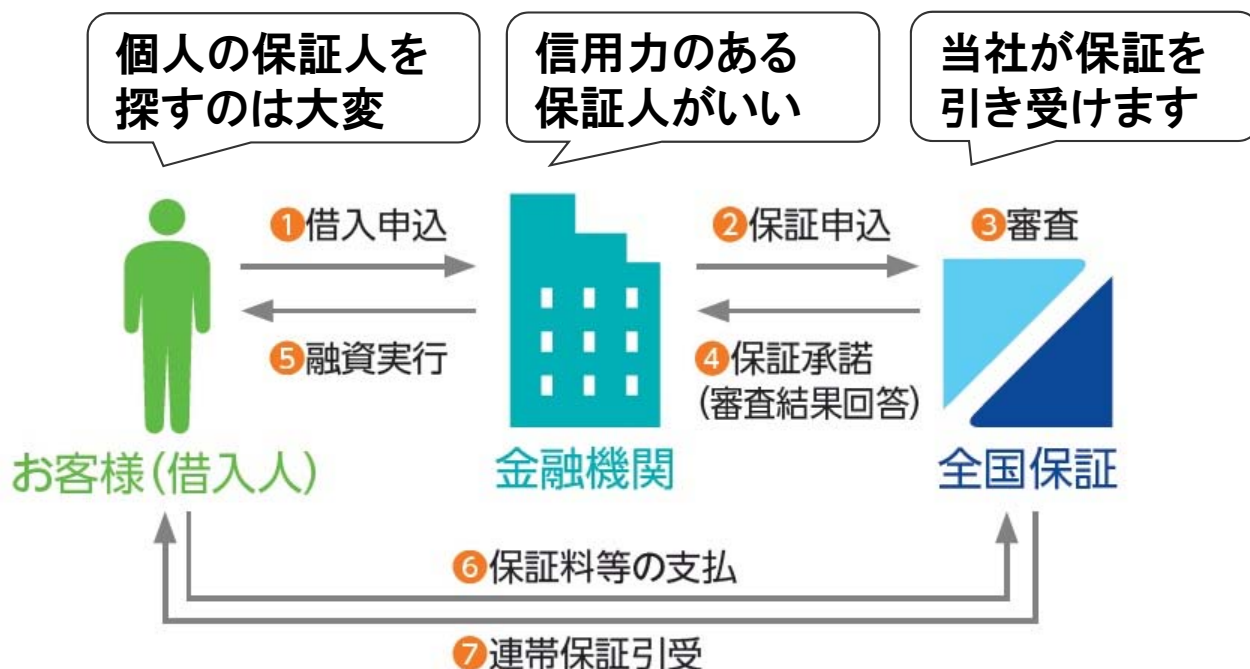 個人の保証人を
探すのは大変
信用力のある
保証人がいい
当社が保証を
引き受けます
❶借入申込
❷保証申込
❸審査
❺融資実行
❹保証承諾
(審査結果回答)
お客様(借入人)
金融機関
全国保証
❻保証料等の支払
❼連帯保証引受